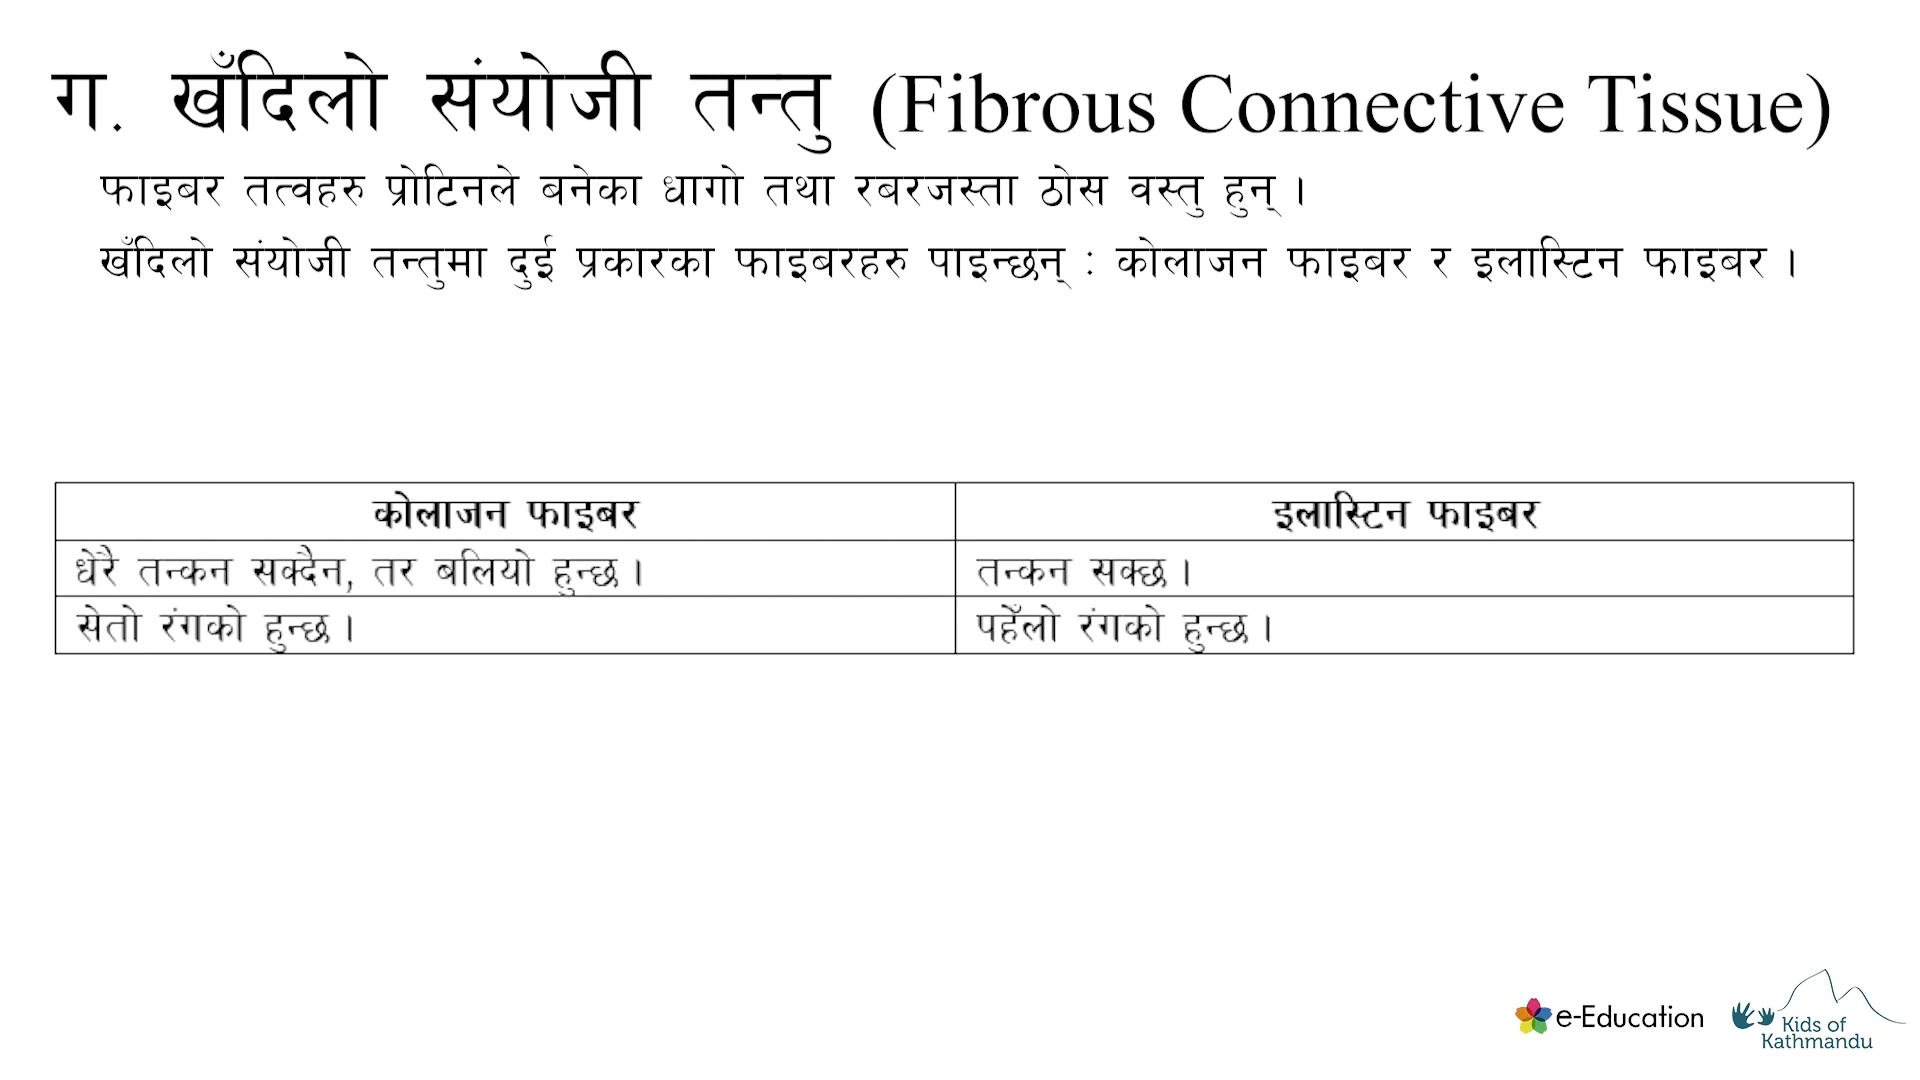 ग. खँदिलो संयोजी तन्तु (Fibrous Connective Tissue)
फाइबर तत्वहरु प्रोटिनले बनेका धागो तथा रबरजस्ता ठोस वस्तु हुन् ।
खँदिलो संयोजी तन्तुमा दुई प्रकारका फाइबरहरु पाइन्छन् : कोलाजन फाइबर र इलास्टिन फाइबर ।
कोलाजन फाइबर इलास्टिन फाइबर
धेरै तन्कन सक्दैन, तर बलियो हुन्छ । तन्कन सक्छ ।
सेतो रंगको हुन्छ । पहेँलो रंगको हुन्छ ।
e-Education
Kids of
Kathmandu